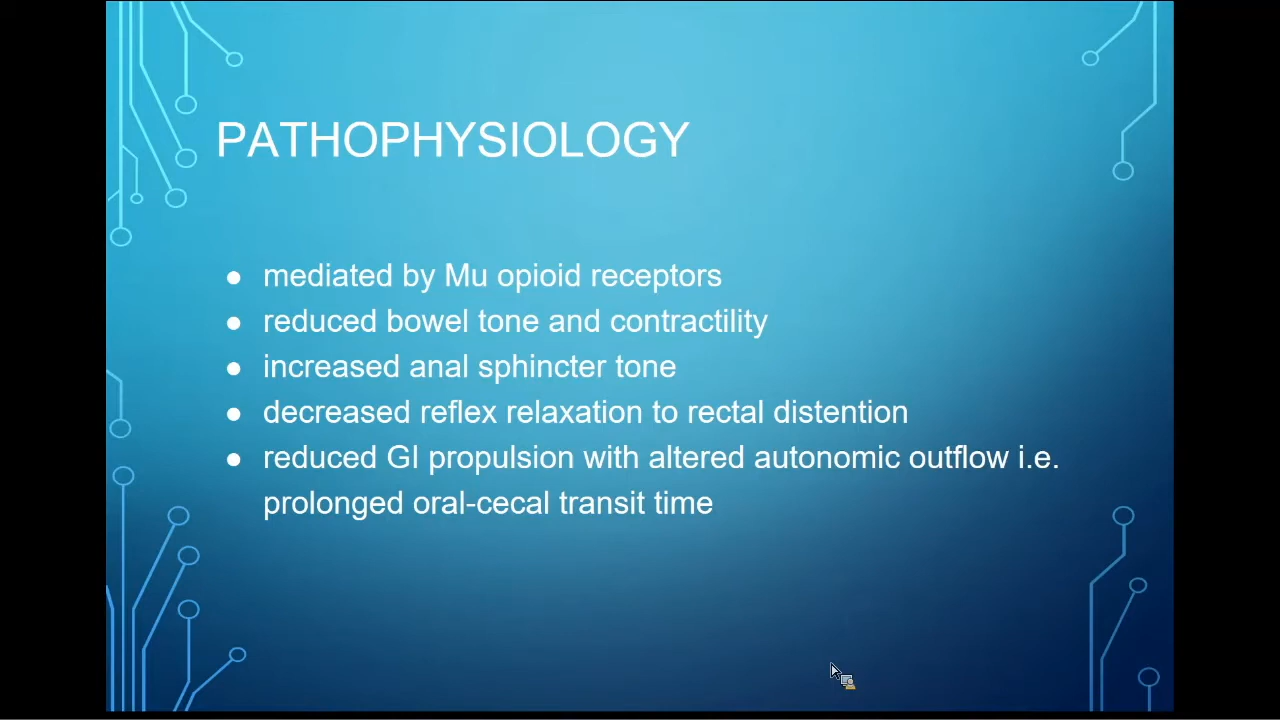 PATHOPHYSIOLOGY
● mediated by Mu opioid receptors
● reduced bowel tone and contractility
● increased anal sphincter tone
● decreased reflex relaxation to rectal distention
● reduced GI propulsion with altered autonomic outflow i.e.
prolonged oral-cecal transit time